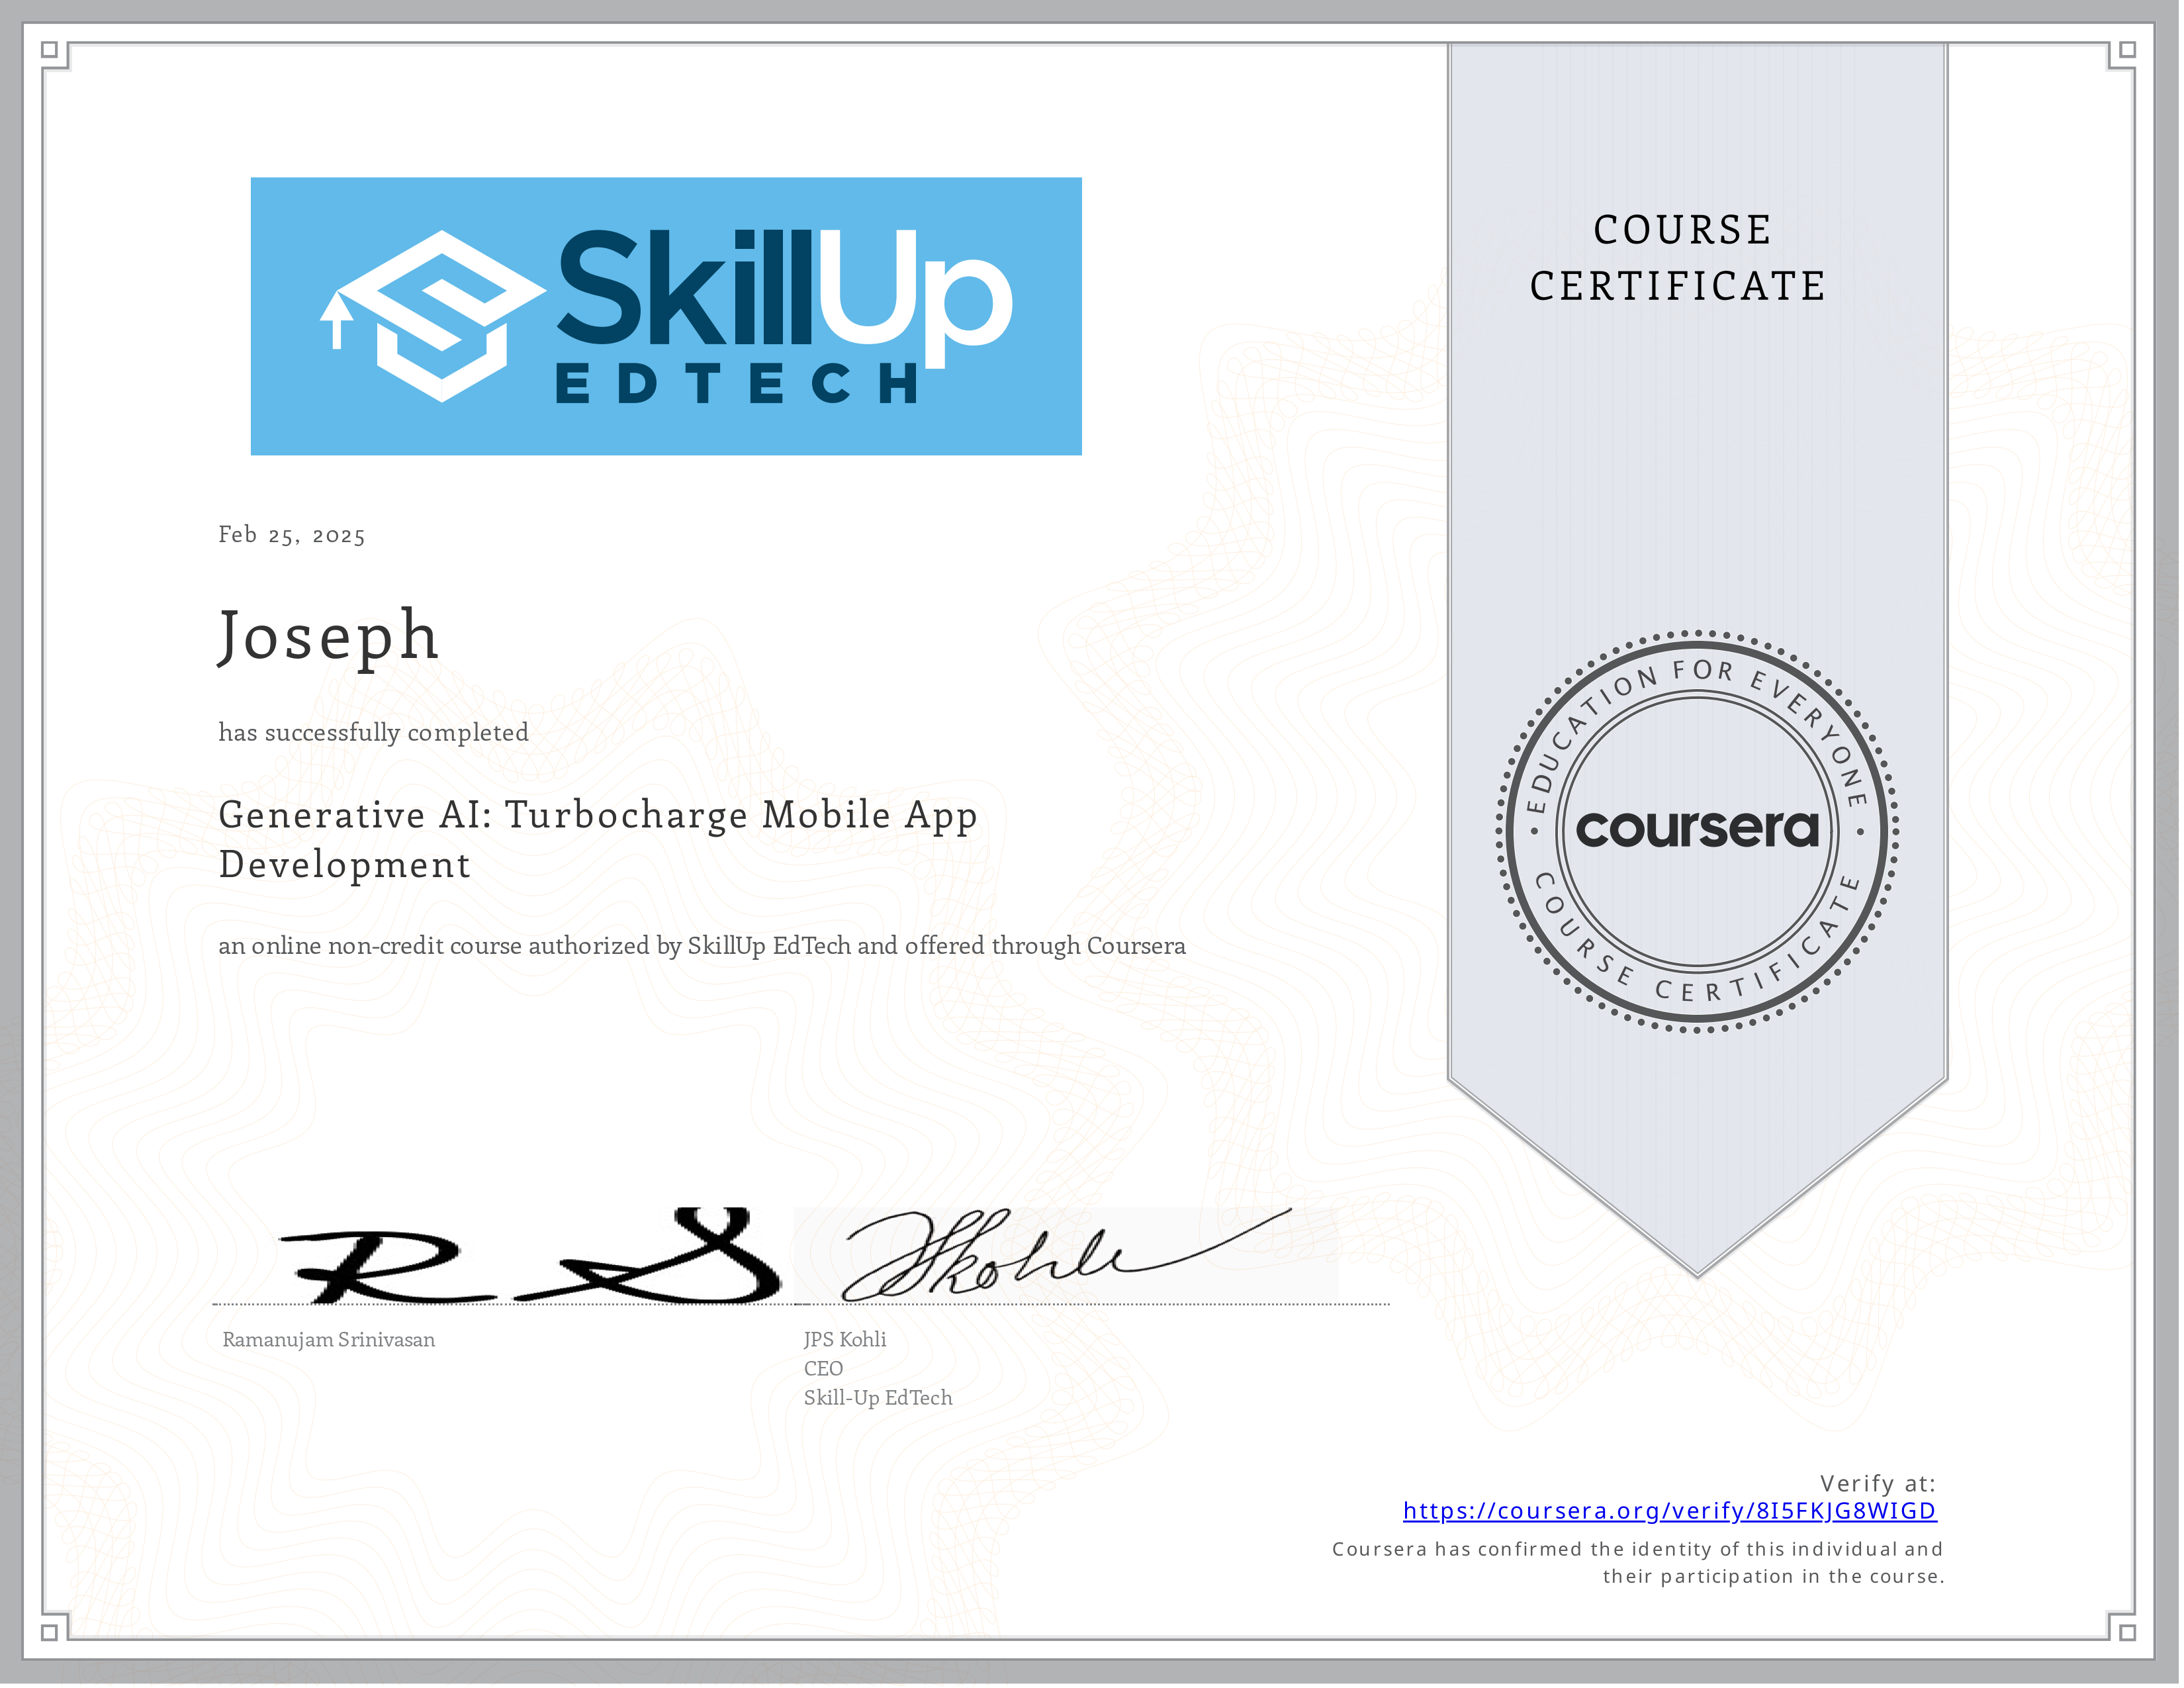 SkillUp
EDTECH
COURSE
CERTIFICATE
Feb 25, 2025
Joseph
has successfully completed
Generative AI: Turbocharge Mobile App
Development
an online non-credit course authorized by SkillUp EdTech and offered through Coursera
EDUCATION FOR EVERYONE
coursera
COURSE CERTIFICATE
Ramanujam Srinivasan
JPS Kohli
CEO
Skill-Up EdTech
Verify at:
https://coursera.org/verify/8I5FKJG8WIGD
Coursera has confirmed the identity of this individual and
their participation in the course.